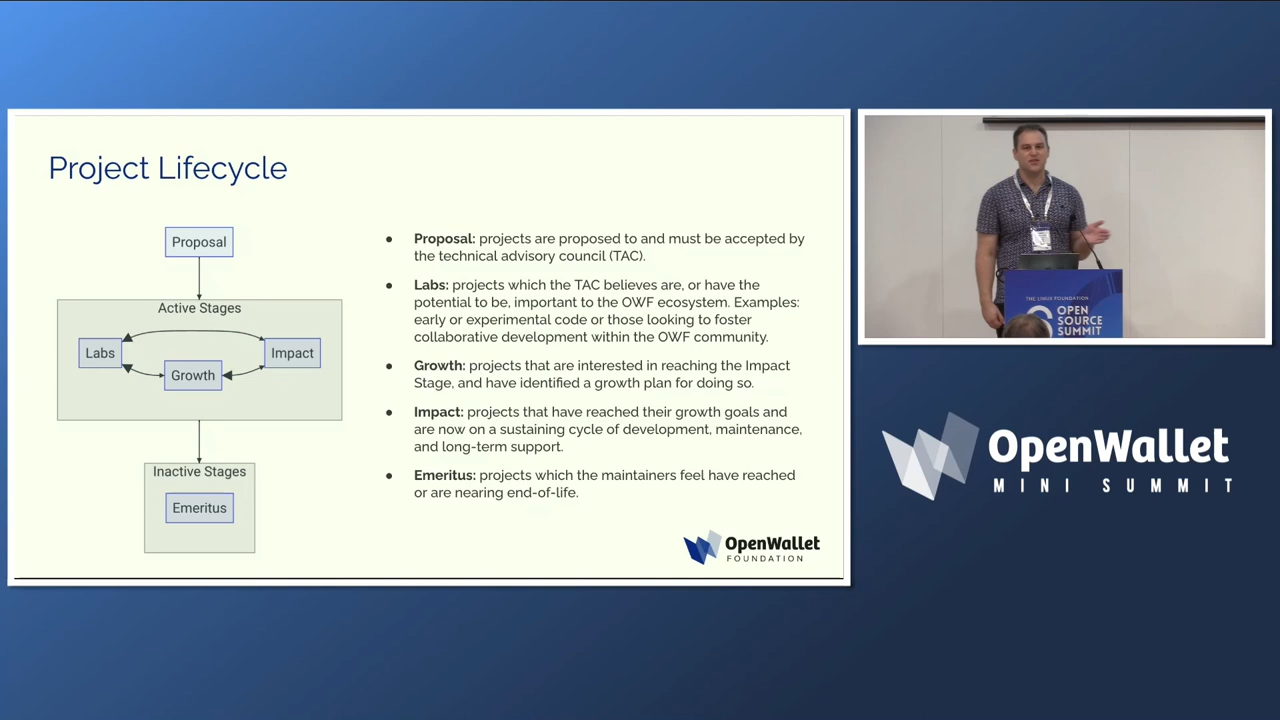 Project Lifecycle
Proposal
Active Stages
Labs
Impact
Growth
Inactive Stages
Emeritus
● Proposal: projects are proposed to and must be accepted by
the technical advisory council (TAC).
● Labs: projects which the TAC believes are, or have the
potential to be, important to the OWF ecosystem. Examples:
early or experimental code or those looking to foster
collaborative development within the OWF community.
● Growth: projects that are interested in reaching the Impact
Stage, and have identified a growth plan for doing so.
● Impact: projects that have reached their growth goals and
are now on a sustaining cycle of development, maintenance,
and long-term support.
● Emeritus: projects which the maintainers feel have reached
or are nearing end-of-life.
OpenWallet
FOUNDATION
THE LINUX FOUNDATION
OPEN
SOURCE
SUMMIT
OpenWallet
MINI SUMMIT